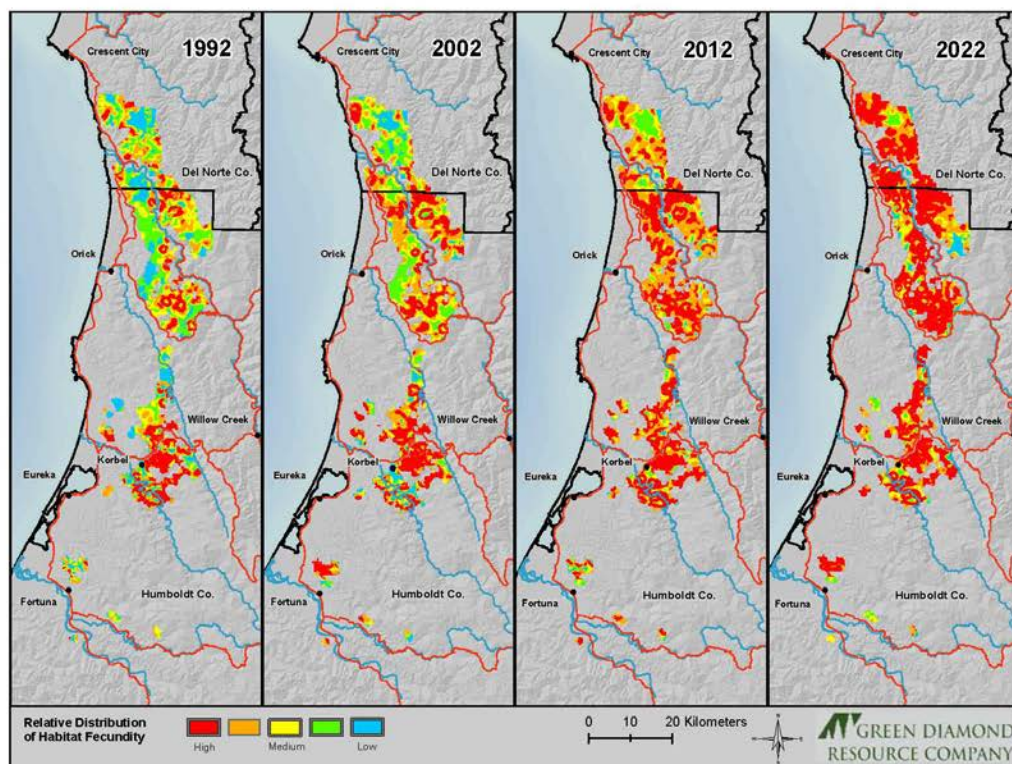 1992
Crescent City
Del Norte Co.
Orick
Willow Creek
Korbel
Eureka
Fortuna
Humboldt Co.
2002
Crescent City
Del Norte Co.
Orick
Willow Creek
Korbel
Eureka
Fortuna
Humboldt Co.
2012
Crescent City
Del Norte Co.
Orick
Willow Creek
Korbel
Eureka
Fortuna
Humboldt Co.
2022
Crescent City
Del Norte Co.
Orick
Willow Creek
Korbel
Eureka
Fortuna
Humboldt Co.
Relative Distribution
of Habitat Fecundity
High
Medium
Low
0 10 20 Kilometers
GREEN DIAMOND
RESOURCE COMPANY